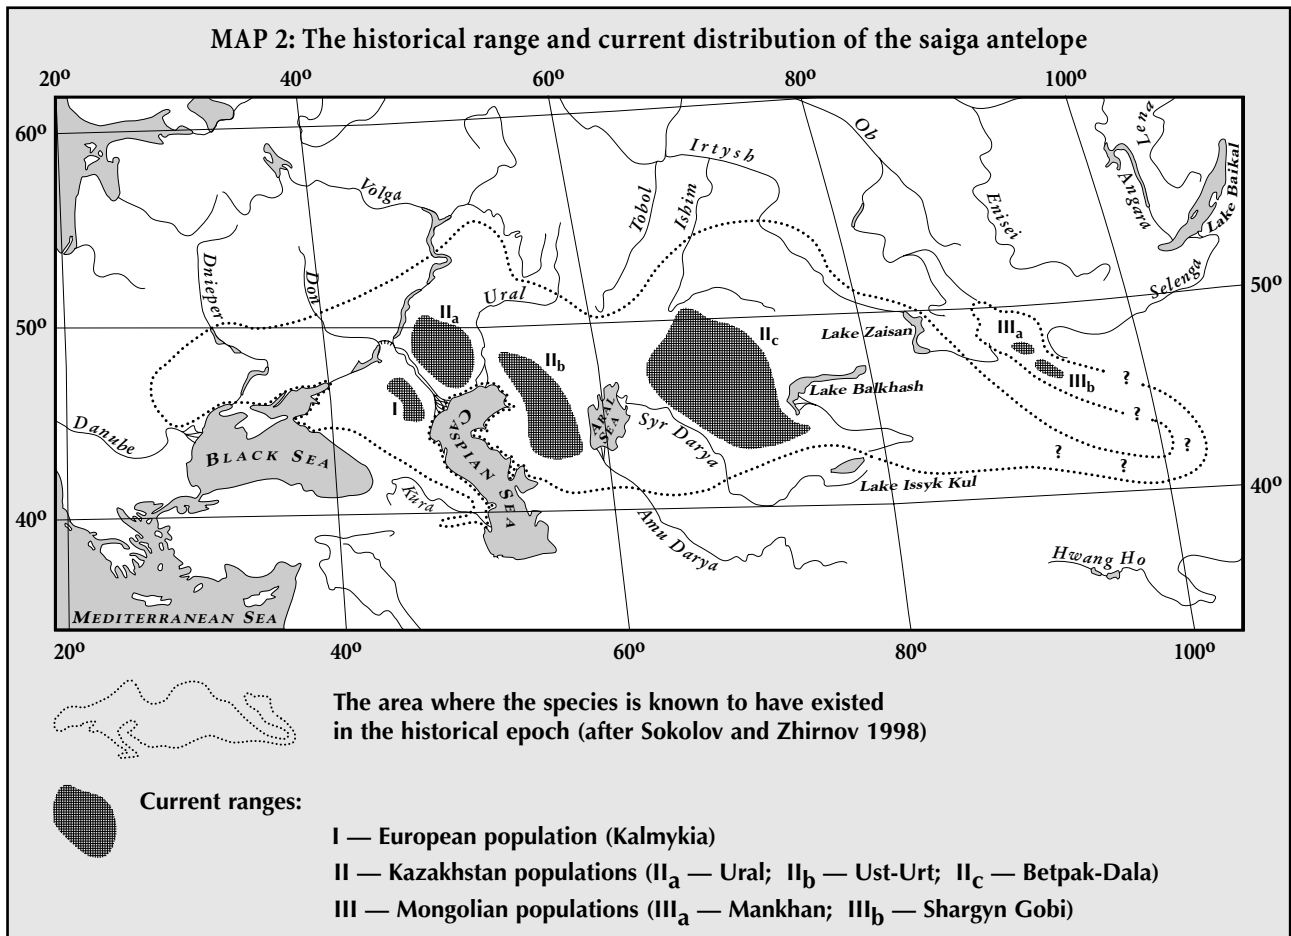 MAP 2: The historical range and current distribution of the saiga antelope
20º 40º 60º 80º 100º
60º
Ob
Lena
Irtysh
Volga
Tobol
Ishim
Enisei
Angara
Lake Baikal
Dnieper
Don
Ural
Selenga
50º
50º
IIa
IIb
IIc
Lake Zaisan
IIIa
IIIb
?
I
Lake Balkhash
?
Danube
Black Sea
Caspian Sea
Aral Sea
Syr Darya
?
?
?
Lake Issyk Kul
40º
40º
Kura
Amu Darya
Hwang Ho
Mediterranean Sea
20º 40º 60º 80º 100º
The area where the species is known to have existed
in the historical epoch (after Sokolov and Zhirnov 1998)
Current ranges:
I — European population (Kalmykia)
II — Kazakhstan populations (IIa — Ural; IIb — Ust-Urt; IIc — Betpak-Dala)
III — Mongolian populations (IIIa — Mankhan; IIIb — Shargyn Gobi)